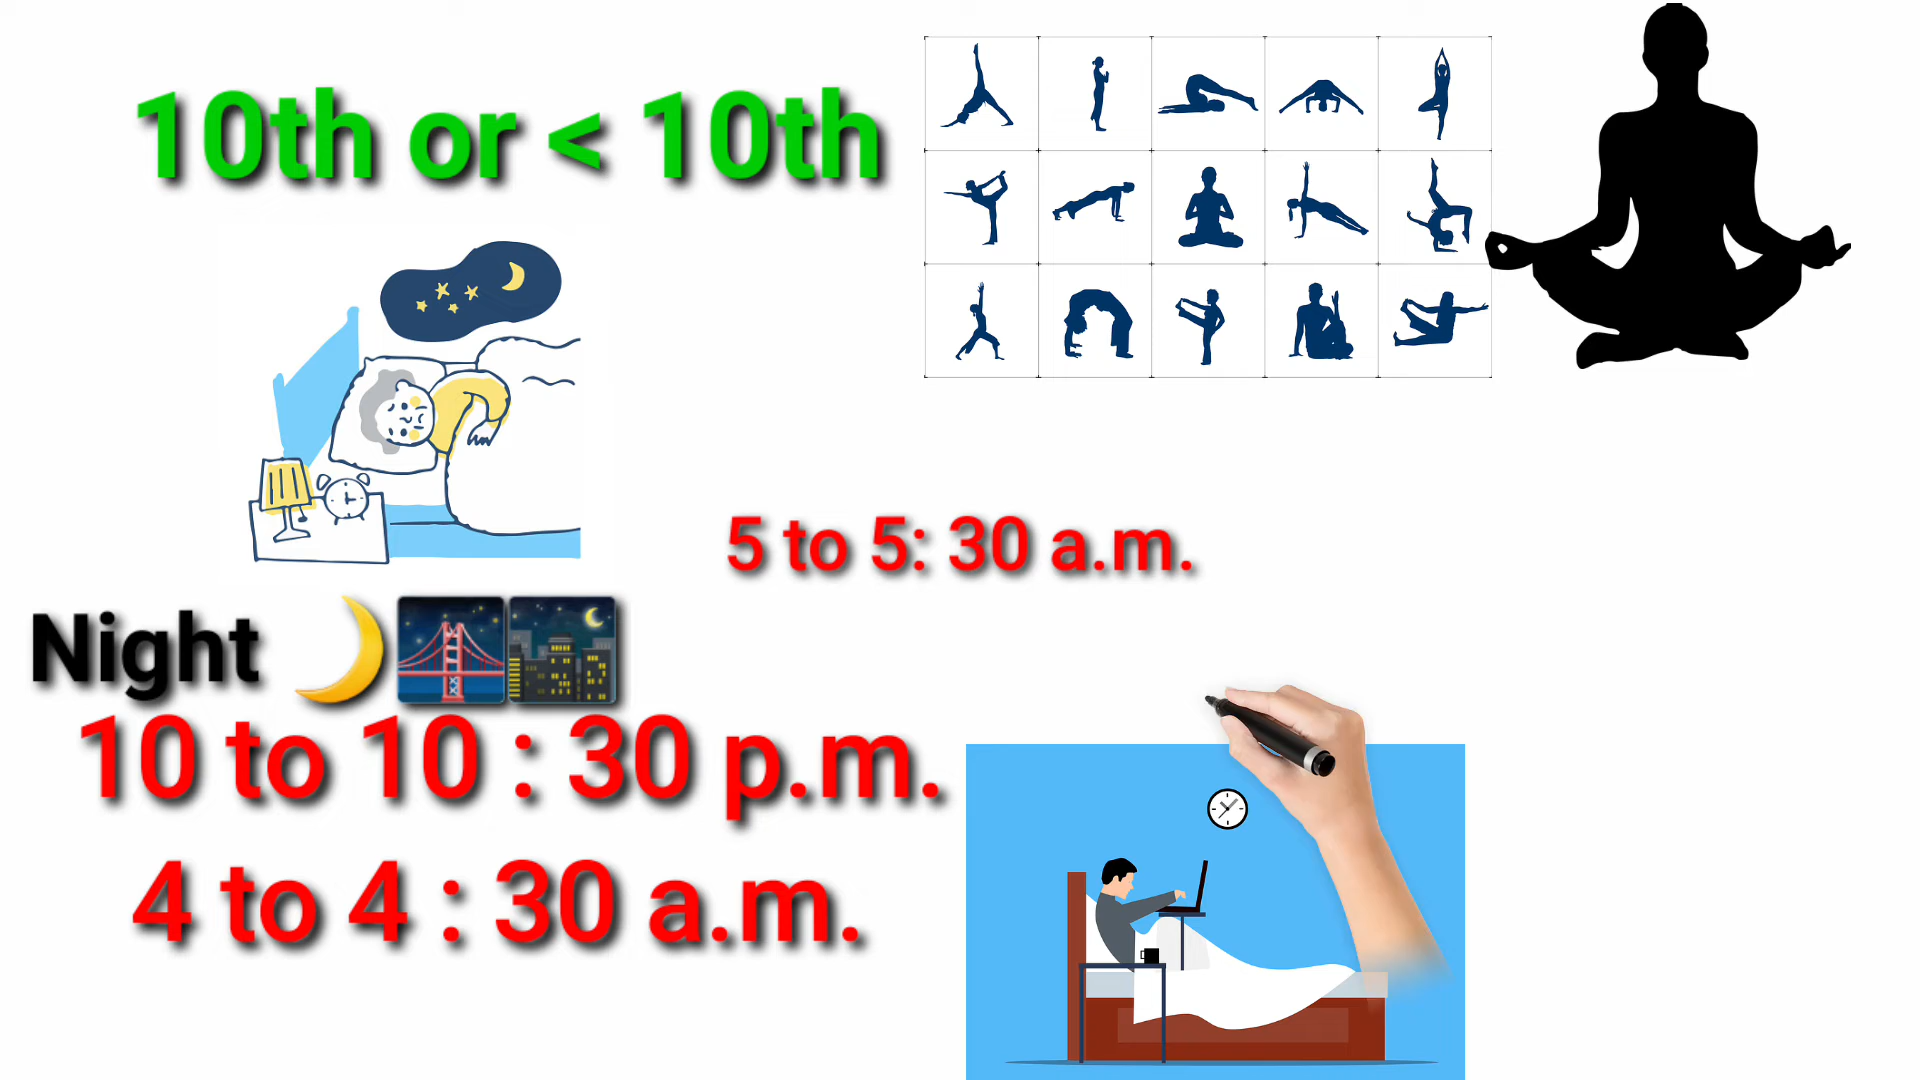 10th or < 10th
5 to 5: 30 a.m.
Night 🌙🌉🌃
10 to 10 : 30 p.m.
4 to 4 : 30 a.m.